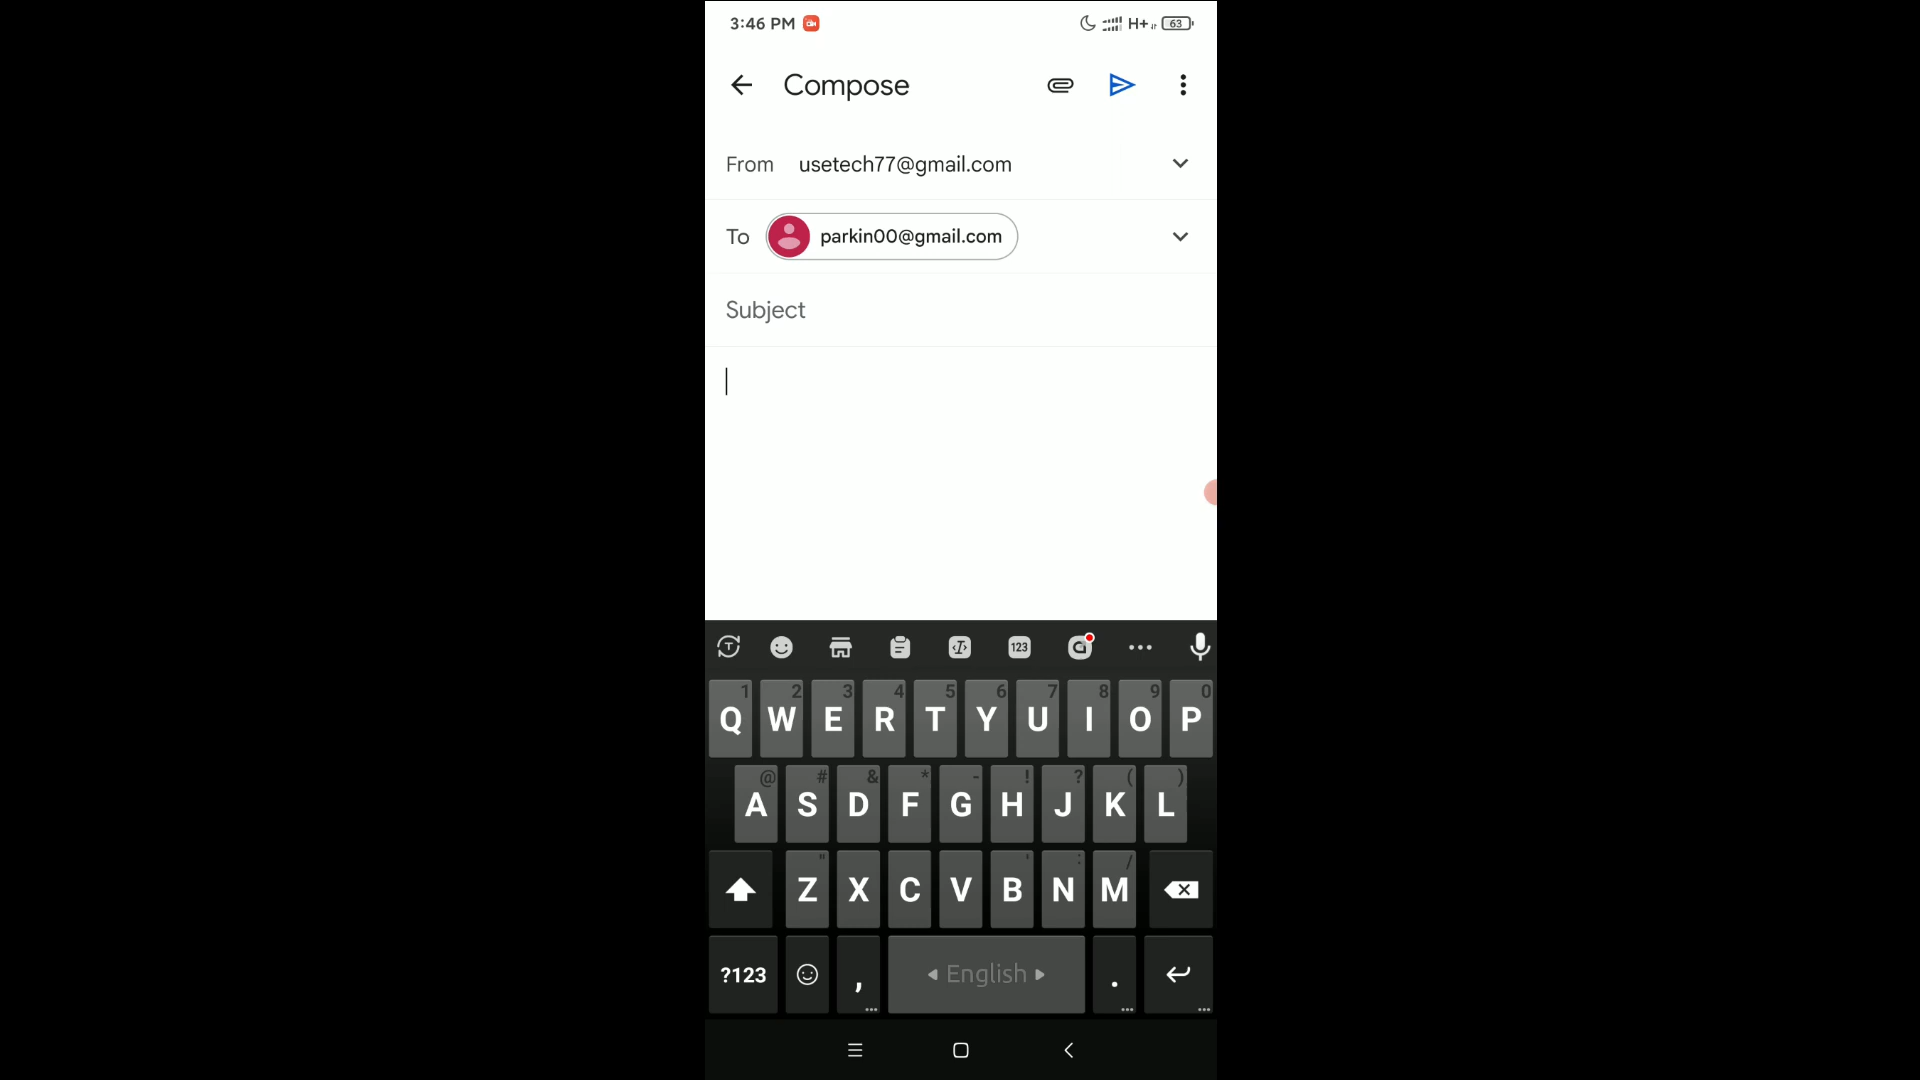 3:46 PM H+ 63
Compose
From usetech77@gmail.com
To parkin00@gmail.com
Subject
123
1 2 3 4 5 6 7 8 9 0
Q W E R T Y U I O P
@ # & * - ! ? ( )
A S D F G H J K L
" ' : /
Z X C V B N M
?123 , English .